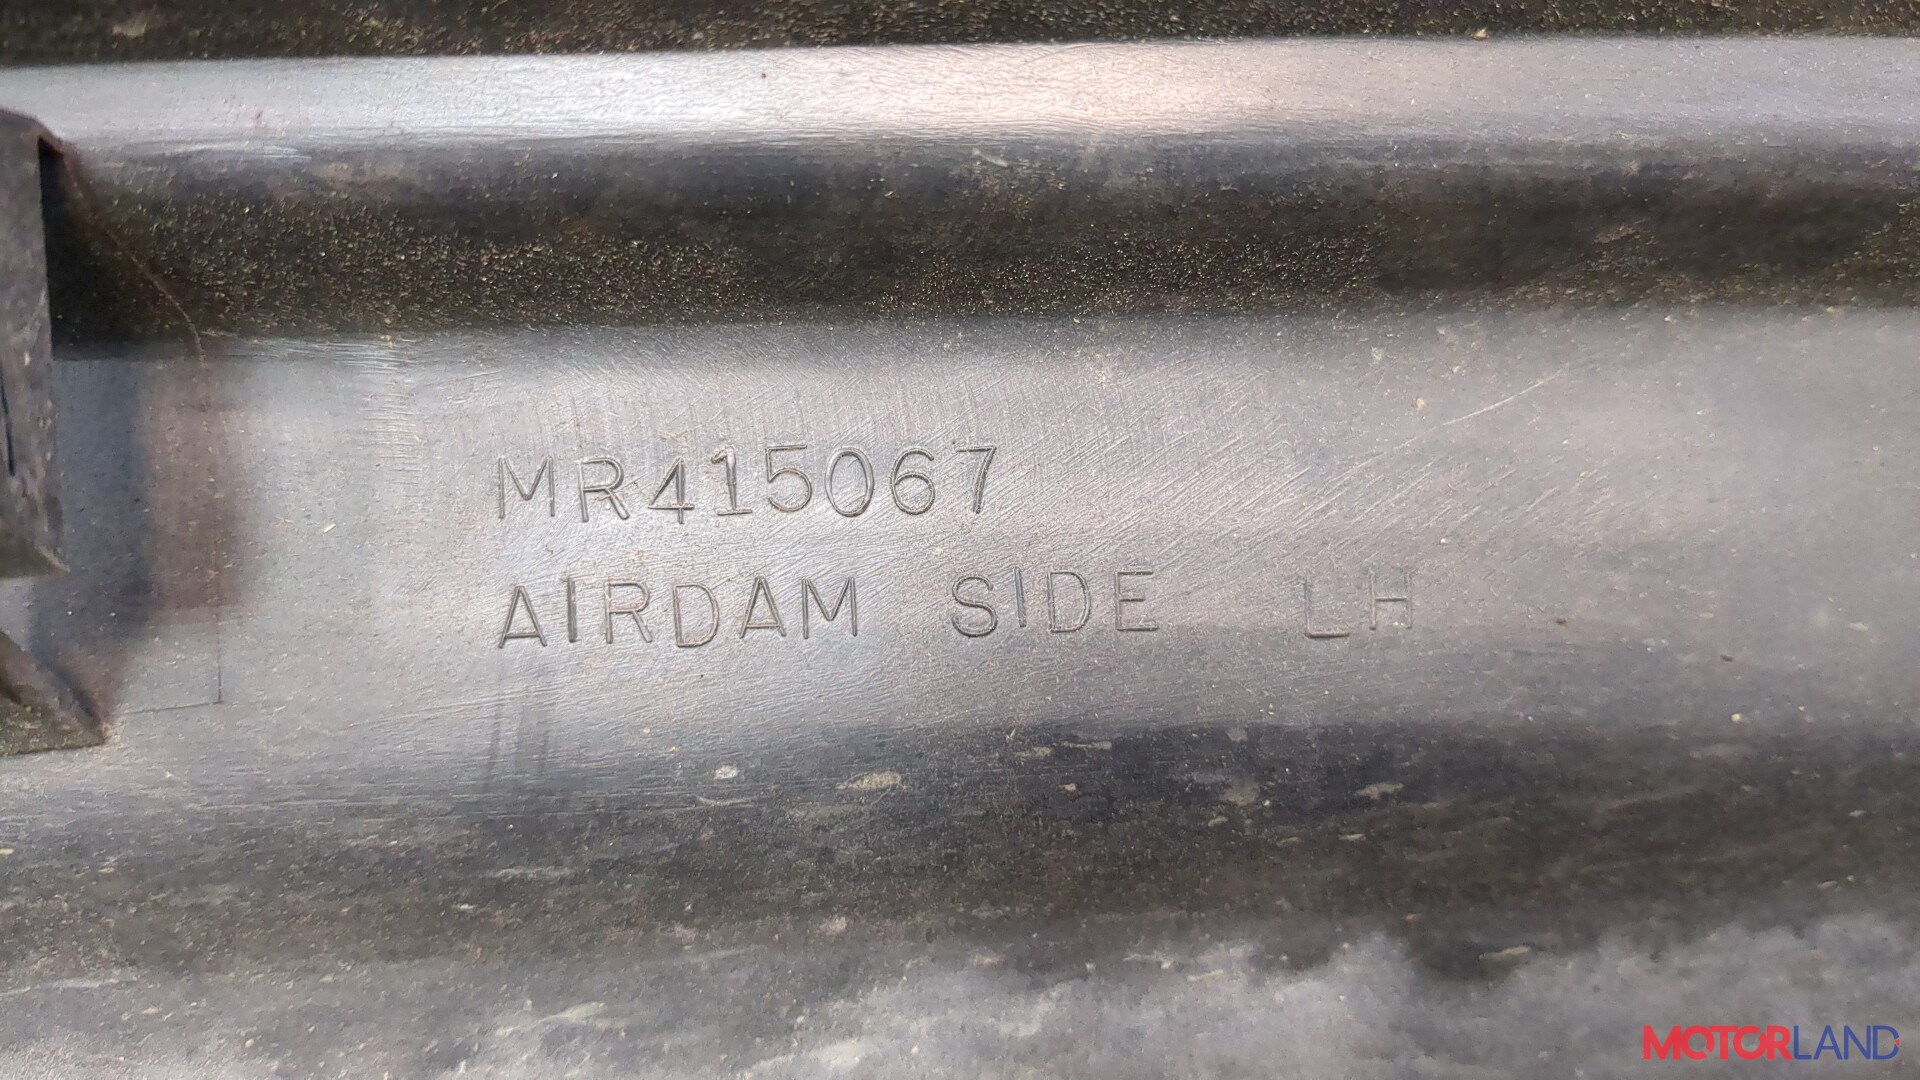 MR415067
AIRDAM SIDE LH
MOTORLAND